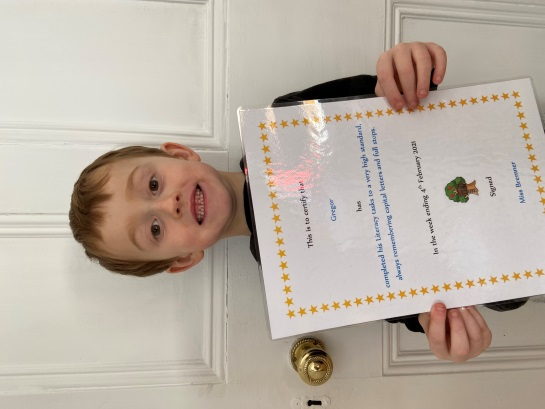 This is to certify that
Gregor
has
completed his Literacy tasks to a very high standard,
always remembering capital letters and full stops.
In the week ending 4th February 2021
Signed
Miss Bremner